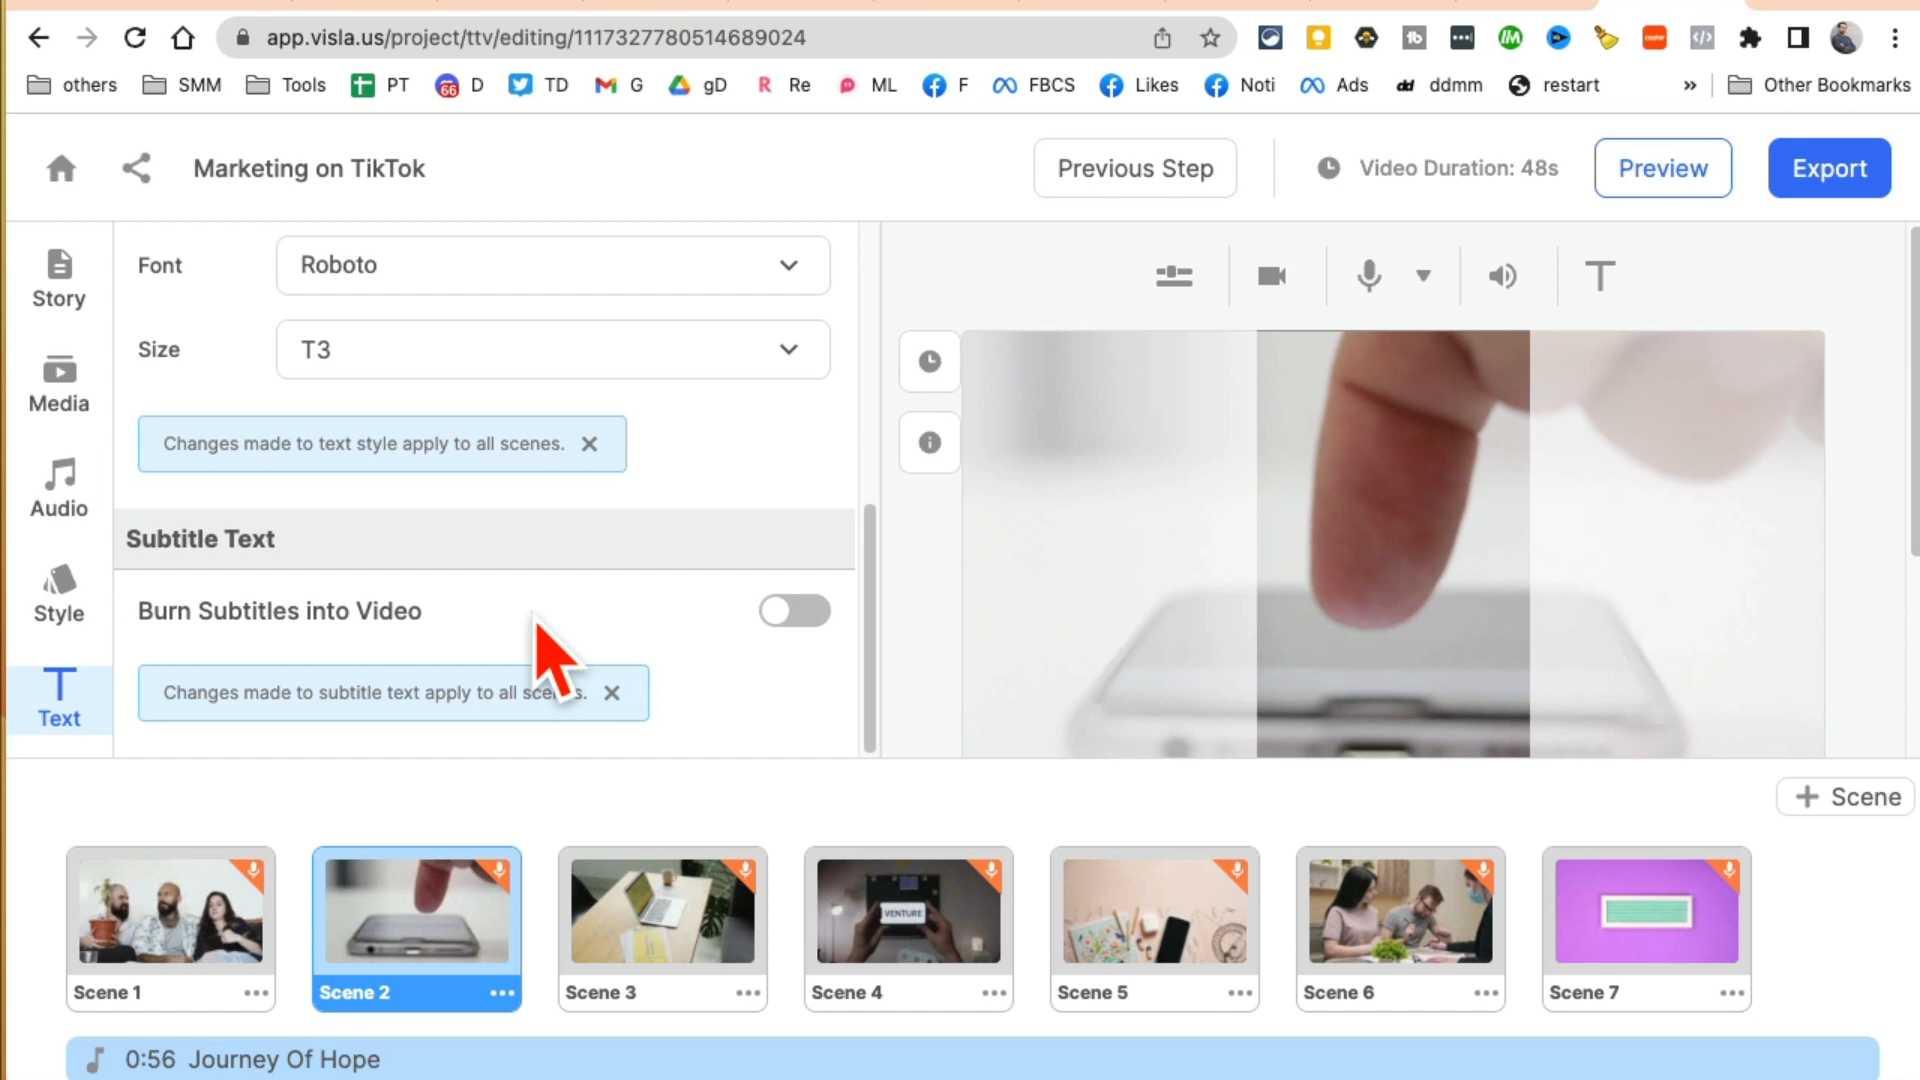 app.visla.us/project/ttv/editing/1117327780514689024
others SMM Tools PT D TD G gD Re ML F FBCS Likes Noti Ads ddmm restart » Other Bookmarks
Marketing on TikTok
Previous Step
Video Duration: 48s
Preview
Export
Story
Media
Audio
Style
Text
Font
Roboto
Size
T3
Changes made to text style apply to all scenes.
Subtitle Text
Burn Subtitles into Video
Changes made to subtitle text apply to all sce s.
+ Scene
VENTURE
Scene 1
Scene 2
Scene 3
Scene 4
Scene 5
Scene 6
Scene 7
0:56 Journey Of Hope